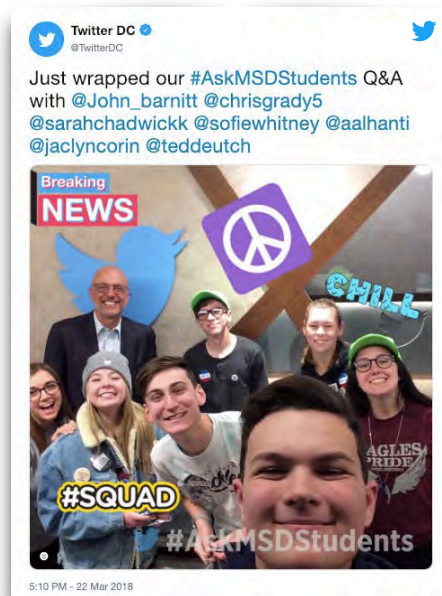 Twitter DC
@TwitterDC
Just wrapped our #AskMSDStudents Q&A
with @John_barnitt @chrisgrady5
@sarahchadwickk @sofiewhitney @aalhanti
@jaclyncorin @teddeutch
Breaking
NEWS
CHILL
EAGLES
PRIDE
#SQUAD
#AskMSDStudents
5:10 PM - 22 Mar 2018